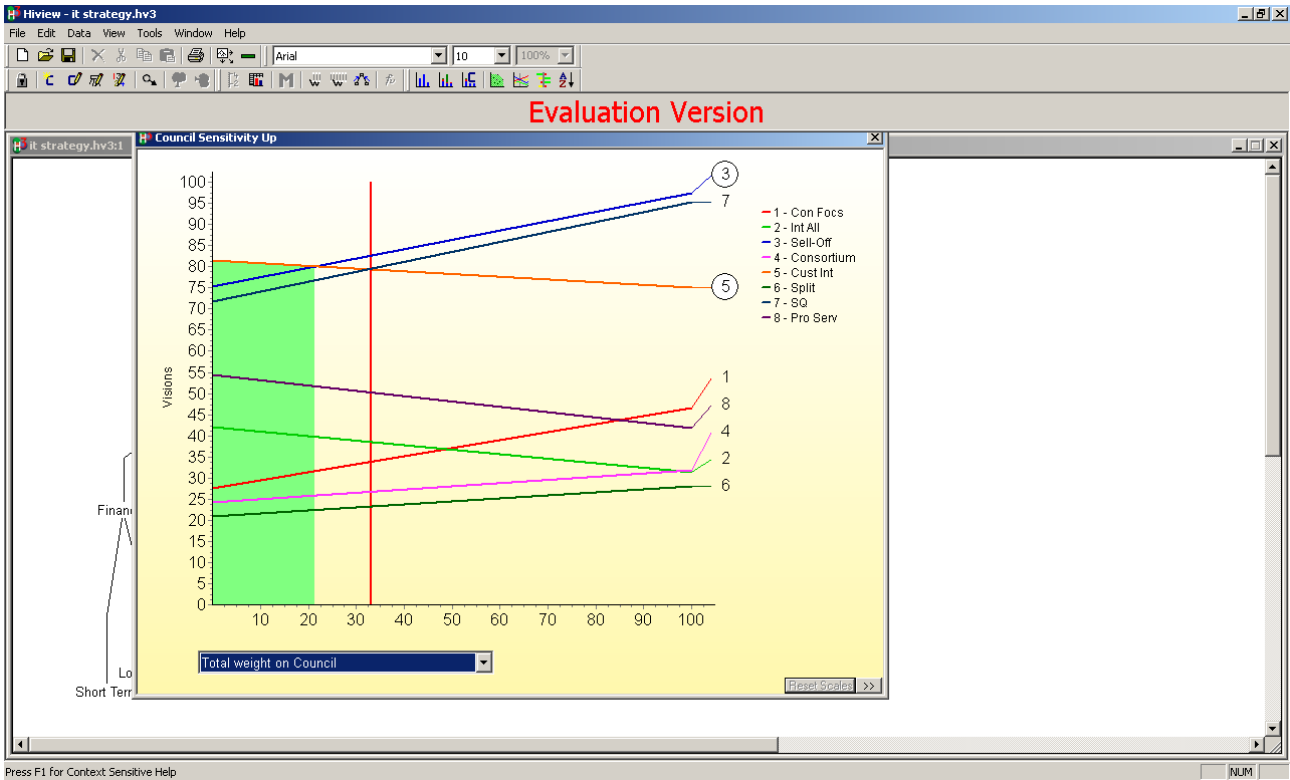 Hiview - it strategy.hv3
File Edit Data View Tools Window Help
Arial 10 100%
Evaluation Version
it strategy.hv3:1
Council Sensitivity Up
100
95
90
85
80
75
70
65
60
55
50
45
40
35
30
25
20
15
10
5
0
Visions
10 20 30 40 50 60 70 80 90 100
3
7
5
1
8
4
2
6
1 - Con Focs
2 - Int All
3 - Sell-Off
4 - Consortium
5 - Cust Int
6 - Split
7 - SQ
8 - Pro Serv
Total weight on Council
Reset Scales >>
Finan
Lo
Short Terr
Press F1 for Context Sensitive Help
NUM